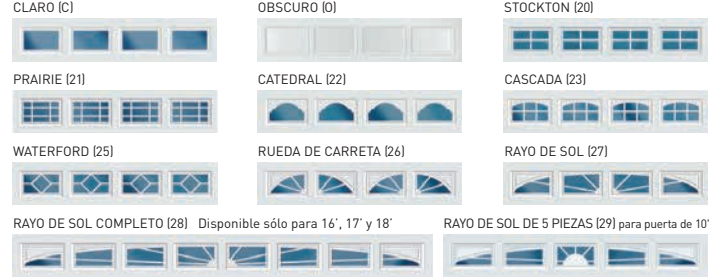 CLARO (C)
OBSCURO (O)
STOCKTON (20)
PRAIRIE (21)
CATEDRAL (22)
CASCADA (23)
WATERFORD (25)
RUEDA DE CARRETA (26)
RAYO DE SOL (27)
RAYO DE SOL COMPLETO (28) Disponible sólo para 16', 17' y 18'
RAYO DE SOL DE 5 PIEZAS (29) para puerta de 10'